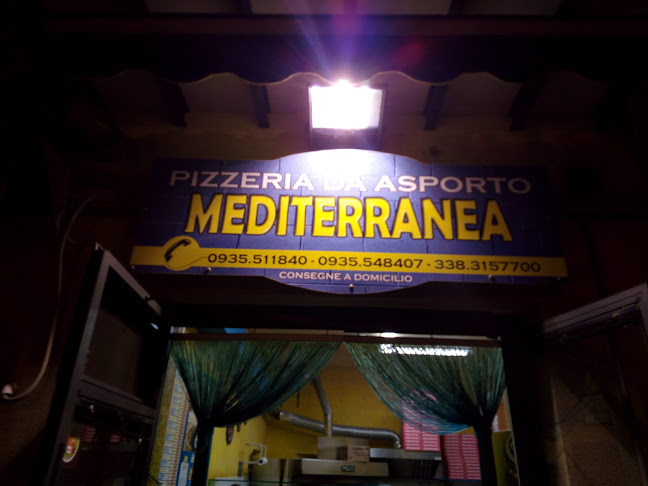 PIZZERIA DA ASPORTO
MEDITERRANEA
0935.511840 - 0935.548407 - 338.3157700
CONSEGNE A DOMICILIO